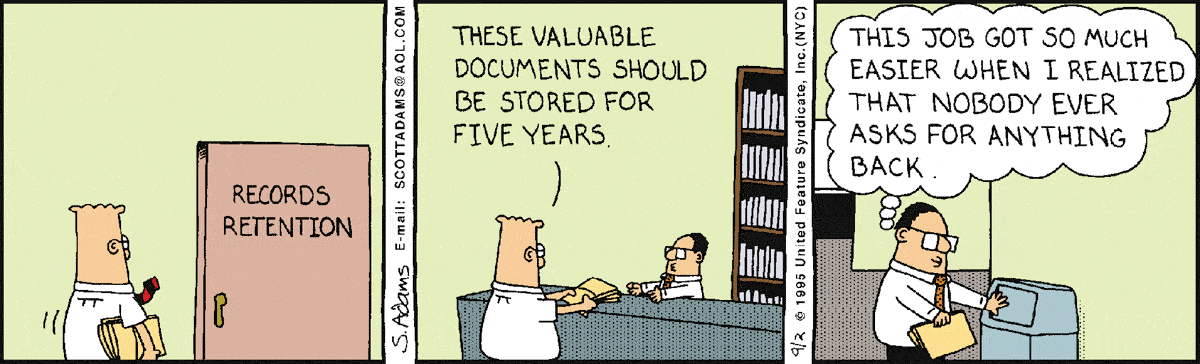 RECORDS
RETENTION
S. Adams E-mail: SCOTTADAMS@AOL.COM
THESE VALUABLE
DOCUMENTS SHOULD
BE STORED FOR
FIVE YEARS.
9/2 © 1995 United Feature Syndicate, Inc. (NYC)
THIS JOB GOT SO MUCH
EASIER WHEN I REALIZED
THAT NOBODY EVER
ASKS FOR ANYTHING
BACK.